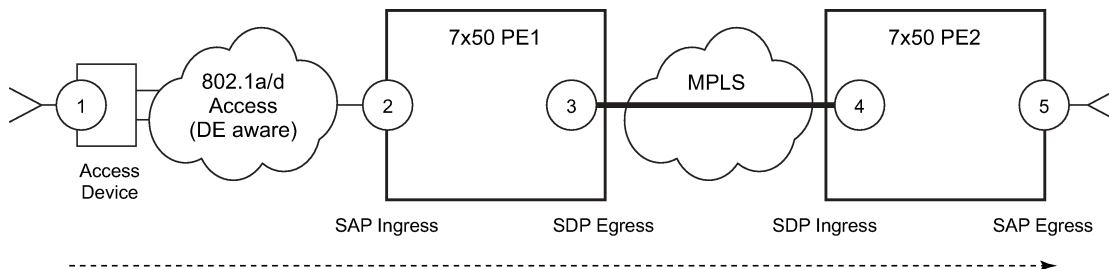 7x50 PE1
7x50 PE2
802.1a/d
Access
(DE aware)
MPLS
1
2
3
4
5
Access
Device
SAP Ingress
SDP Egress
SDP Ingress
SAP Egress